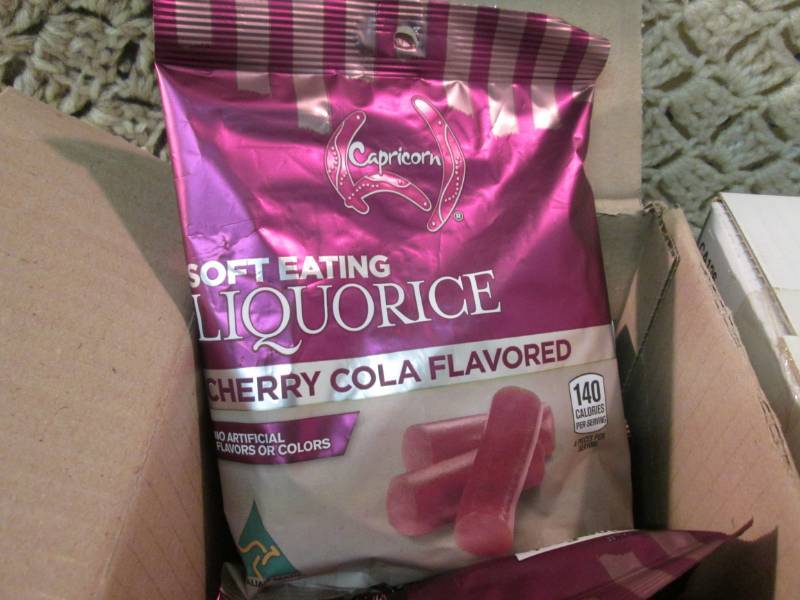 Capricorn
®
SOFT EATING
LIQUORICE
CHERRY COLA FLAVORED
NO ARTIFICIAL
FLAVORS OR COLORS
140
CALORIES
PER SERVING